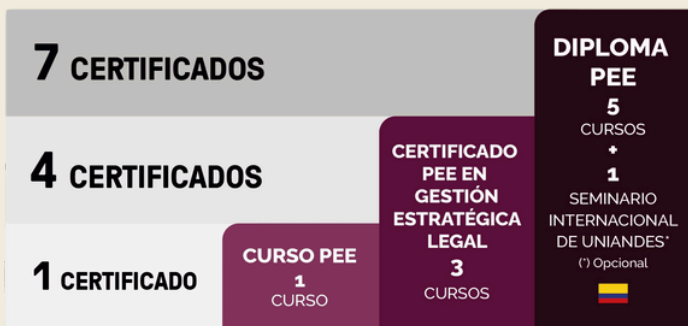 7 CERTIFICADOS
4 CERTIFICADOS
1 CERTIFICADO
CURSO PEE
1
CURSO
CERTIFICADO
PEE EN
GESTIÓN
ESTRATÉGICA
LEGAL
3
CURSOS
DIPLOMA
PEE
5
CURSOS
+
1
SEMINARIO
INTERNACIONAL
DE UNIANDES*
(*) Opcional